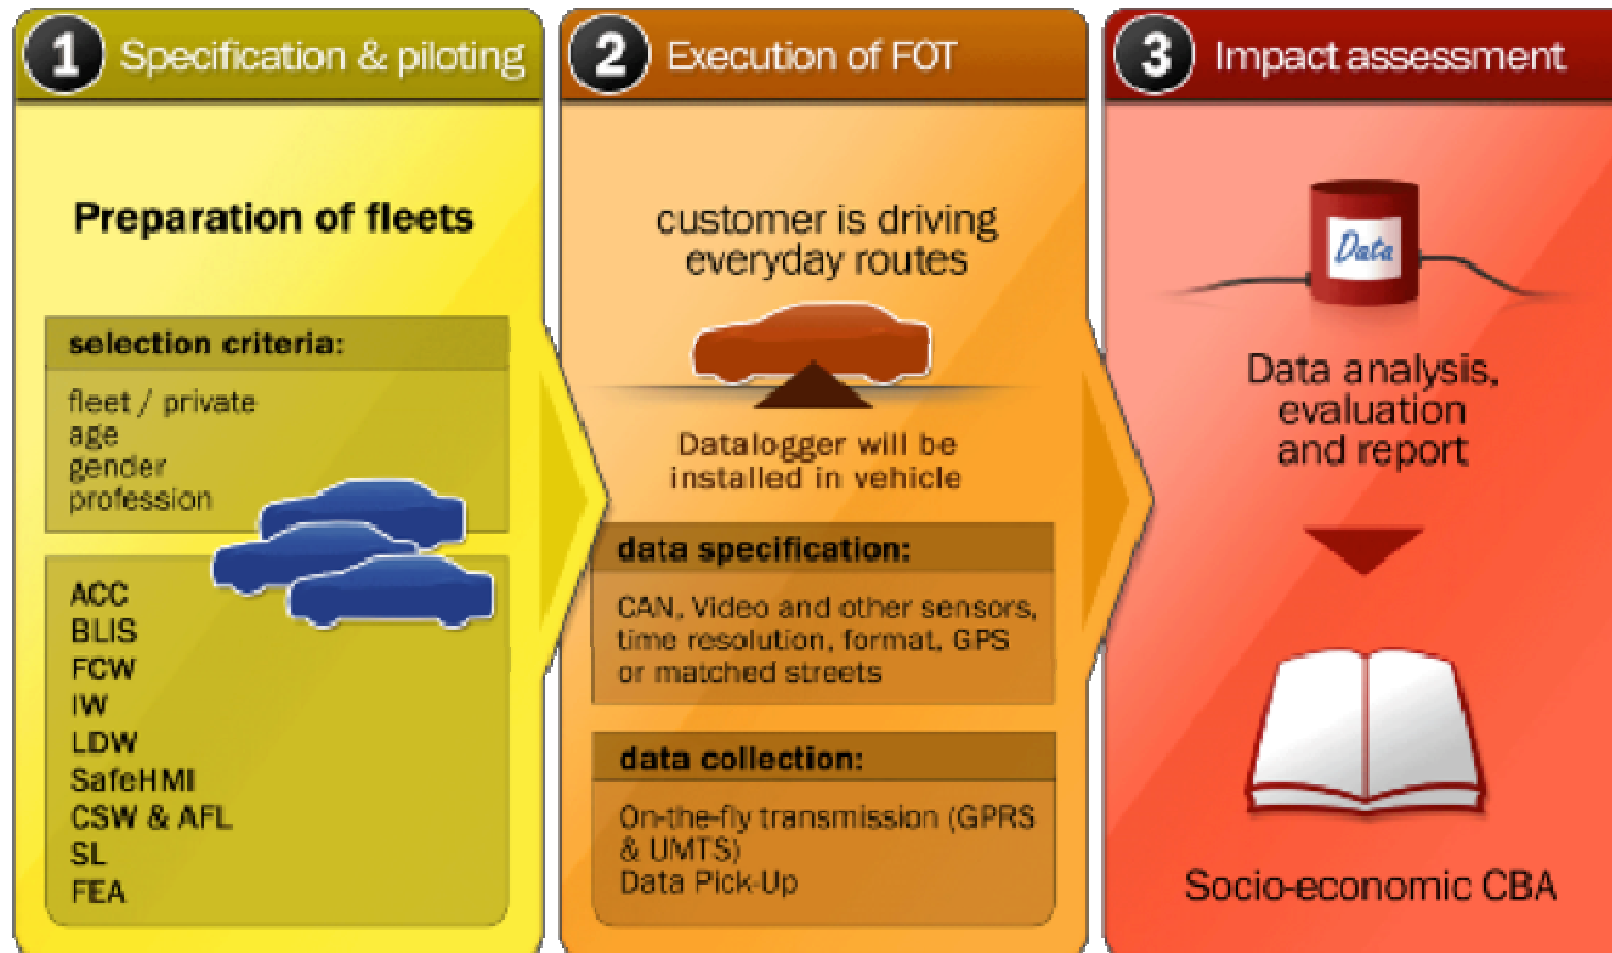 1 Specification & piloting
Preparation of fleets
selection criteria:
fleet / private
age
gender
profession
ACC
BLIS
FCW
IW
LDW
SafeHMI
CSW & AFL
SL
FEA
2 Execution of FOT
customer is driving
everyday routes
Datalogger will be
installed in vehicle
data specification:
CAN, Video and other sensors,
time resolution, format, GPS
or matched streets
data collection:
On-the-fly transmission (GPRS
& UMTS)
Data Pick-Up
3 Impact assessment
Data
Data analysis,
evaluation
and report
Socio-economic CBA